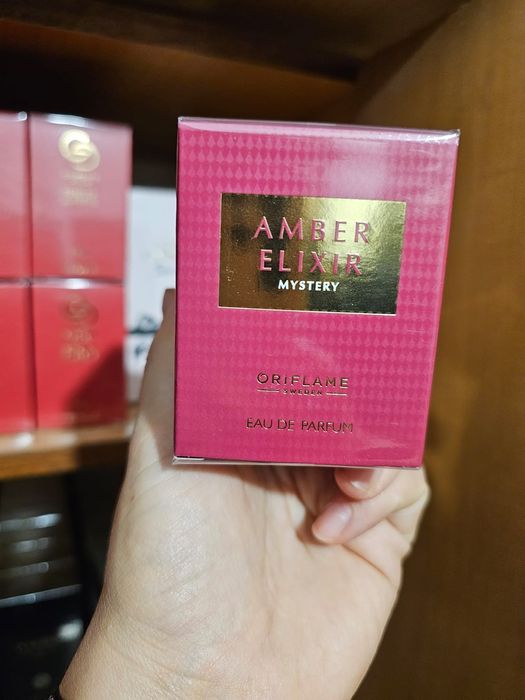 AMBER
ELIXIR
MYSTERY
ORIFLAME
SWEDEN
EAU DE PARFUM